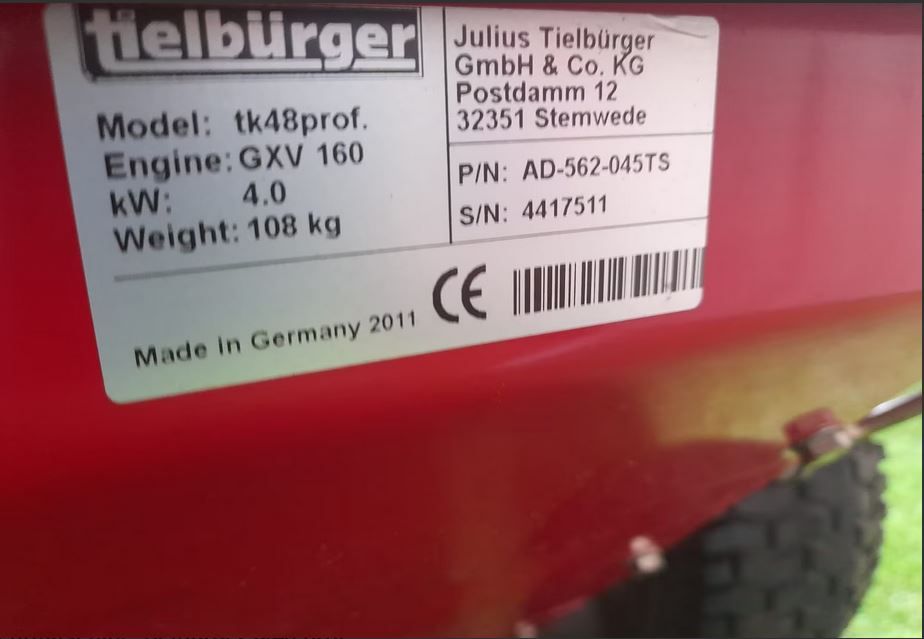 tielbürger
Model: tk48prof.
Engine: GXV 160
kW: 4.0
Weight: 108 kg
Julius Tielbürger
GmbH & Co. KG
Postdamm 12
32351 Stemwede
P/N: AD-562-045TS
S/N: 4417511
CE
Made in Germany 2011